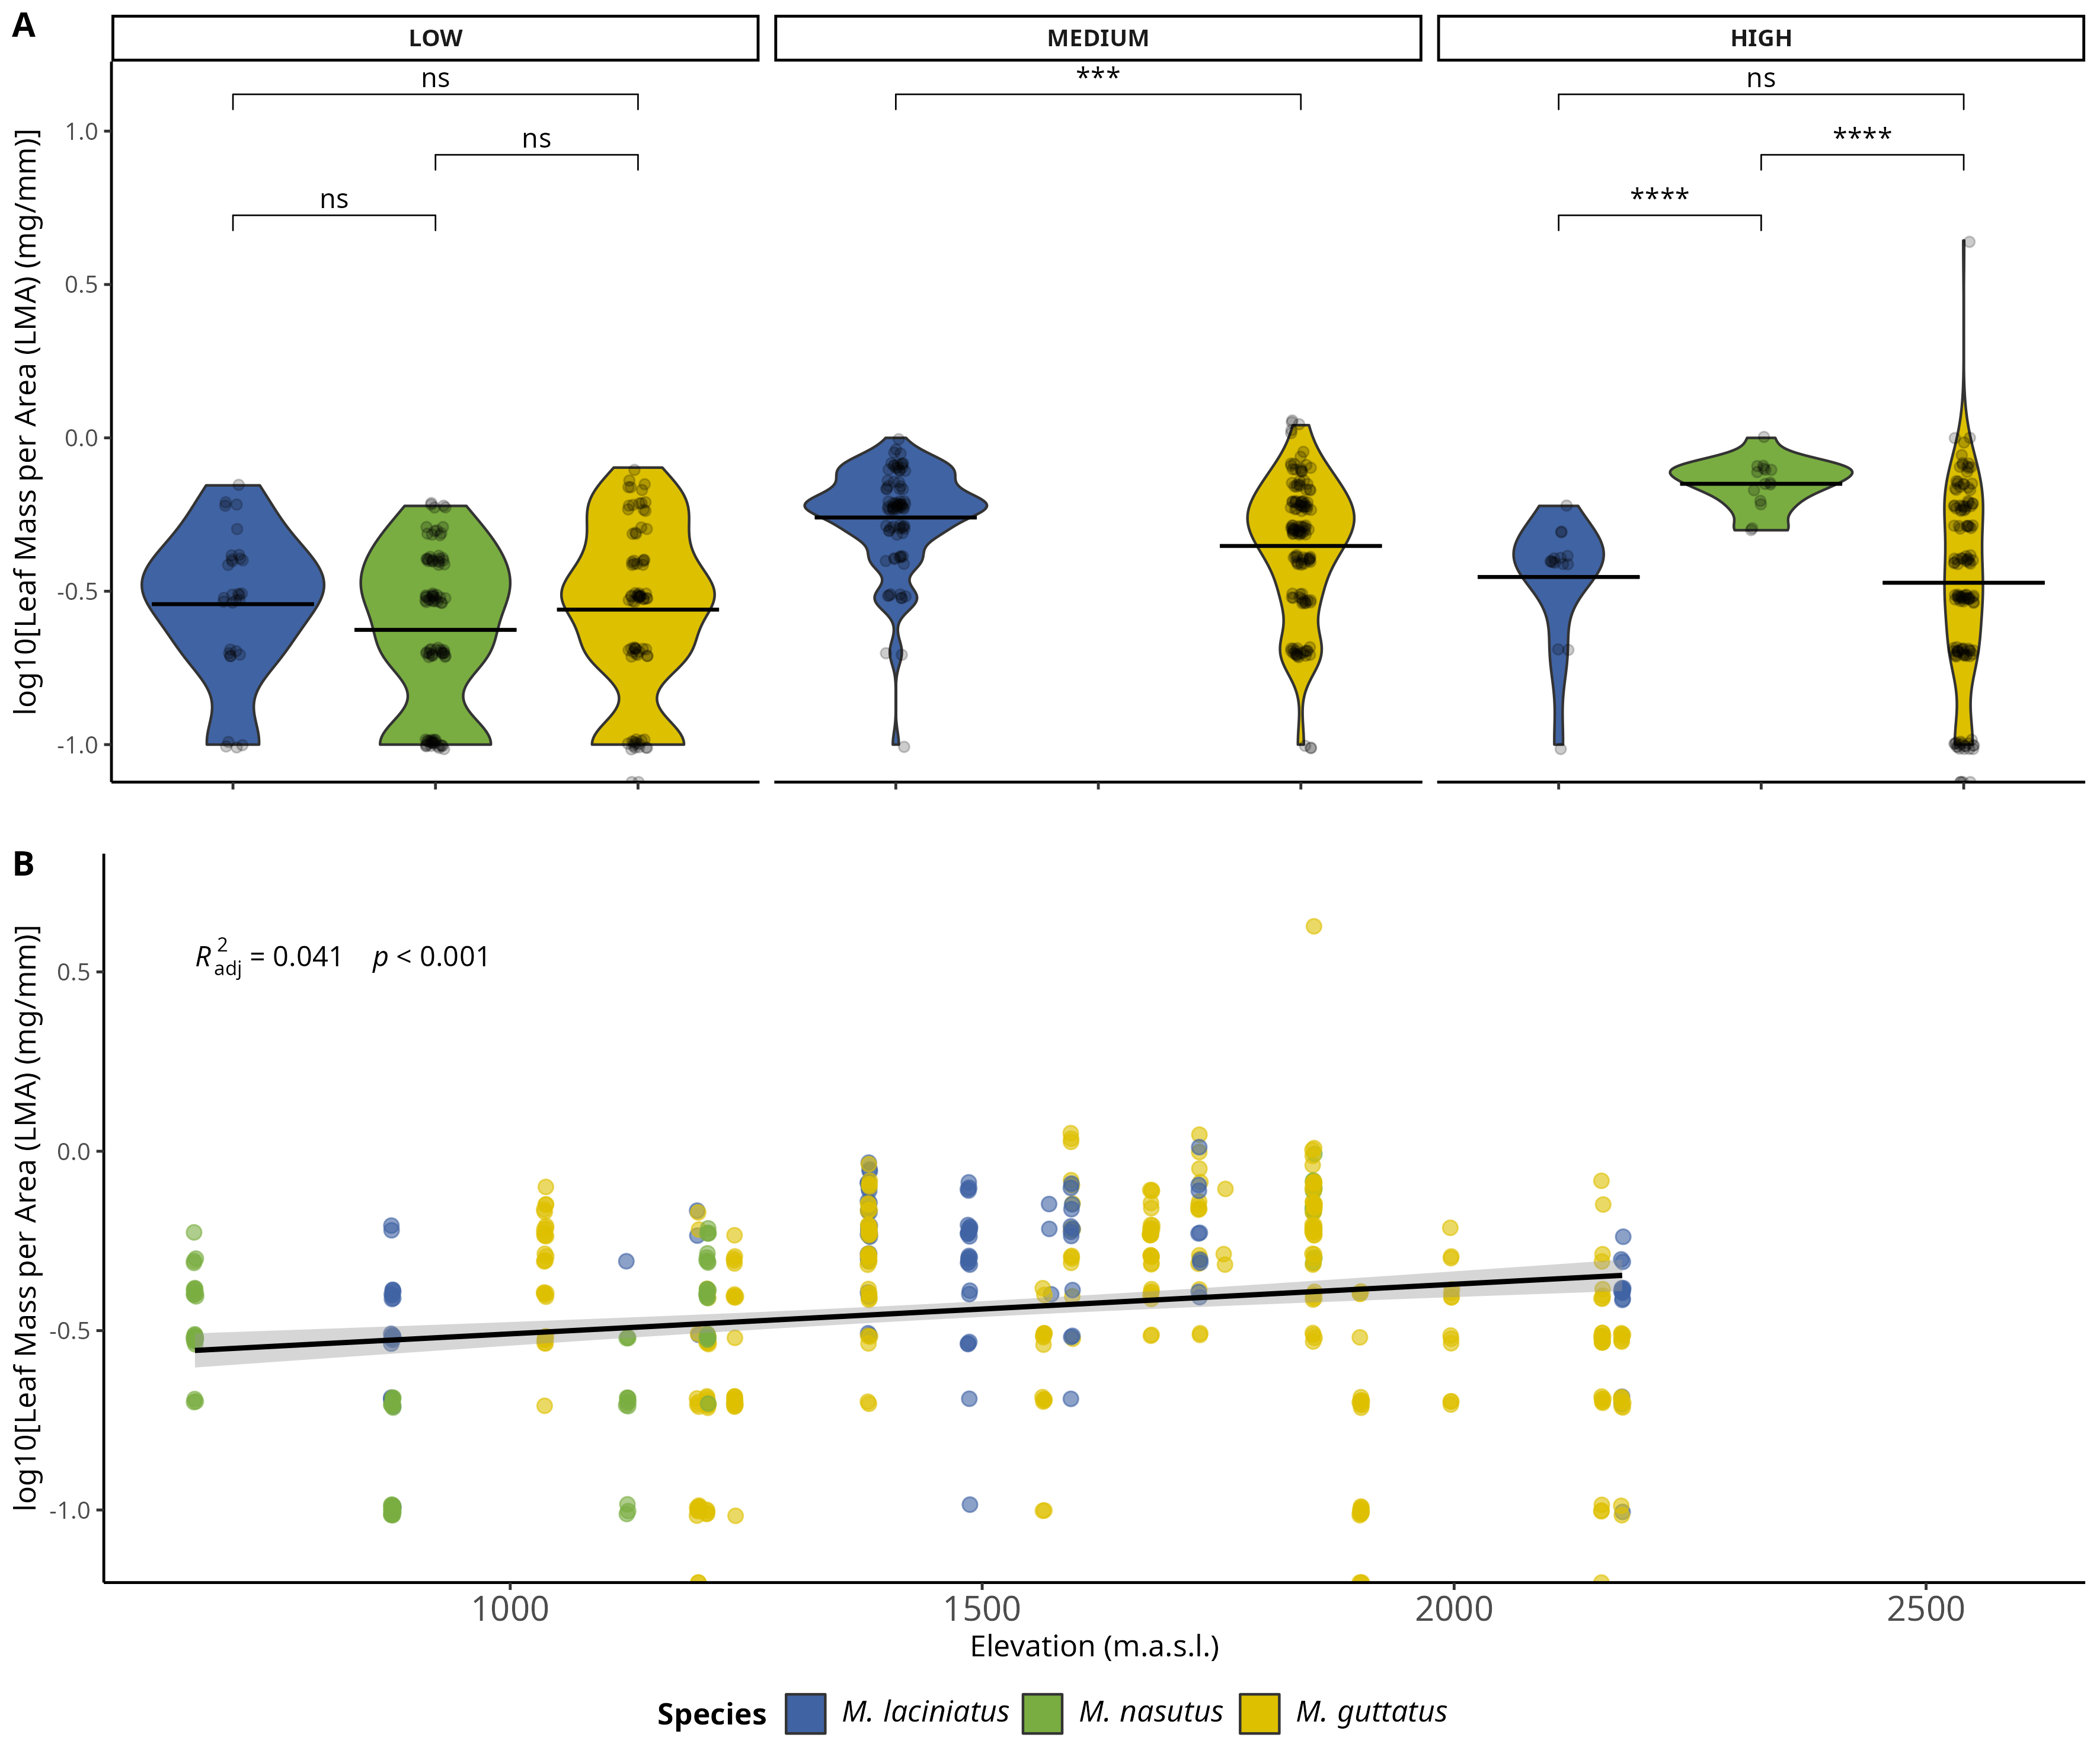 A
LOW
MEDIUM
HIGH
ns
***
ns
ns
****
ns
****
log10[Leaf Mass per Area (LMA) (mg/mm)]
1.0
0.5
0.0
-0.5
-1.0
B
log10[Leaf Mass per Area (LMA) (mg/mm)]
R²adj = 0.041 p < 0.001
0.5
0.0
-0.5
-1.0
1000 1500 2000 2500
Elevation (m.a.s.l.)
Species M. laciniatus M. nasutus M. guttatus